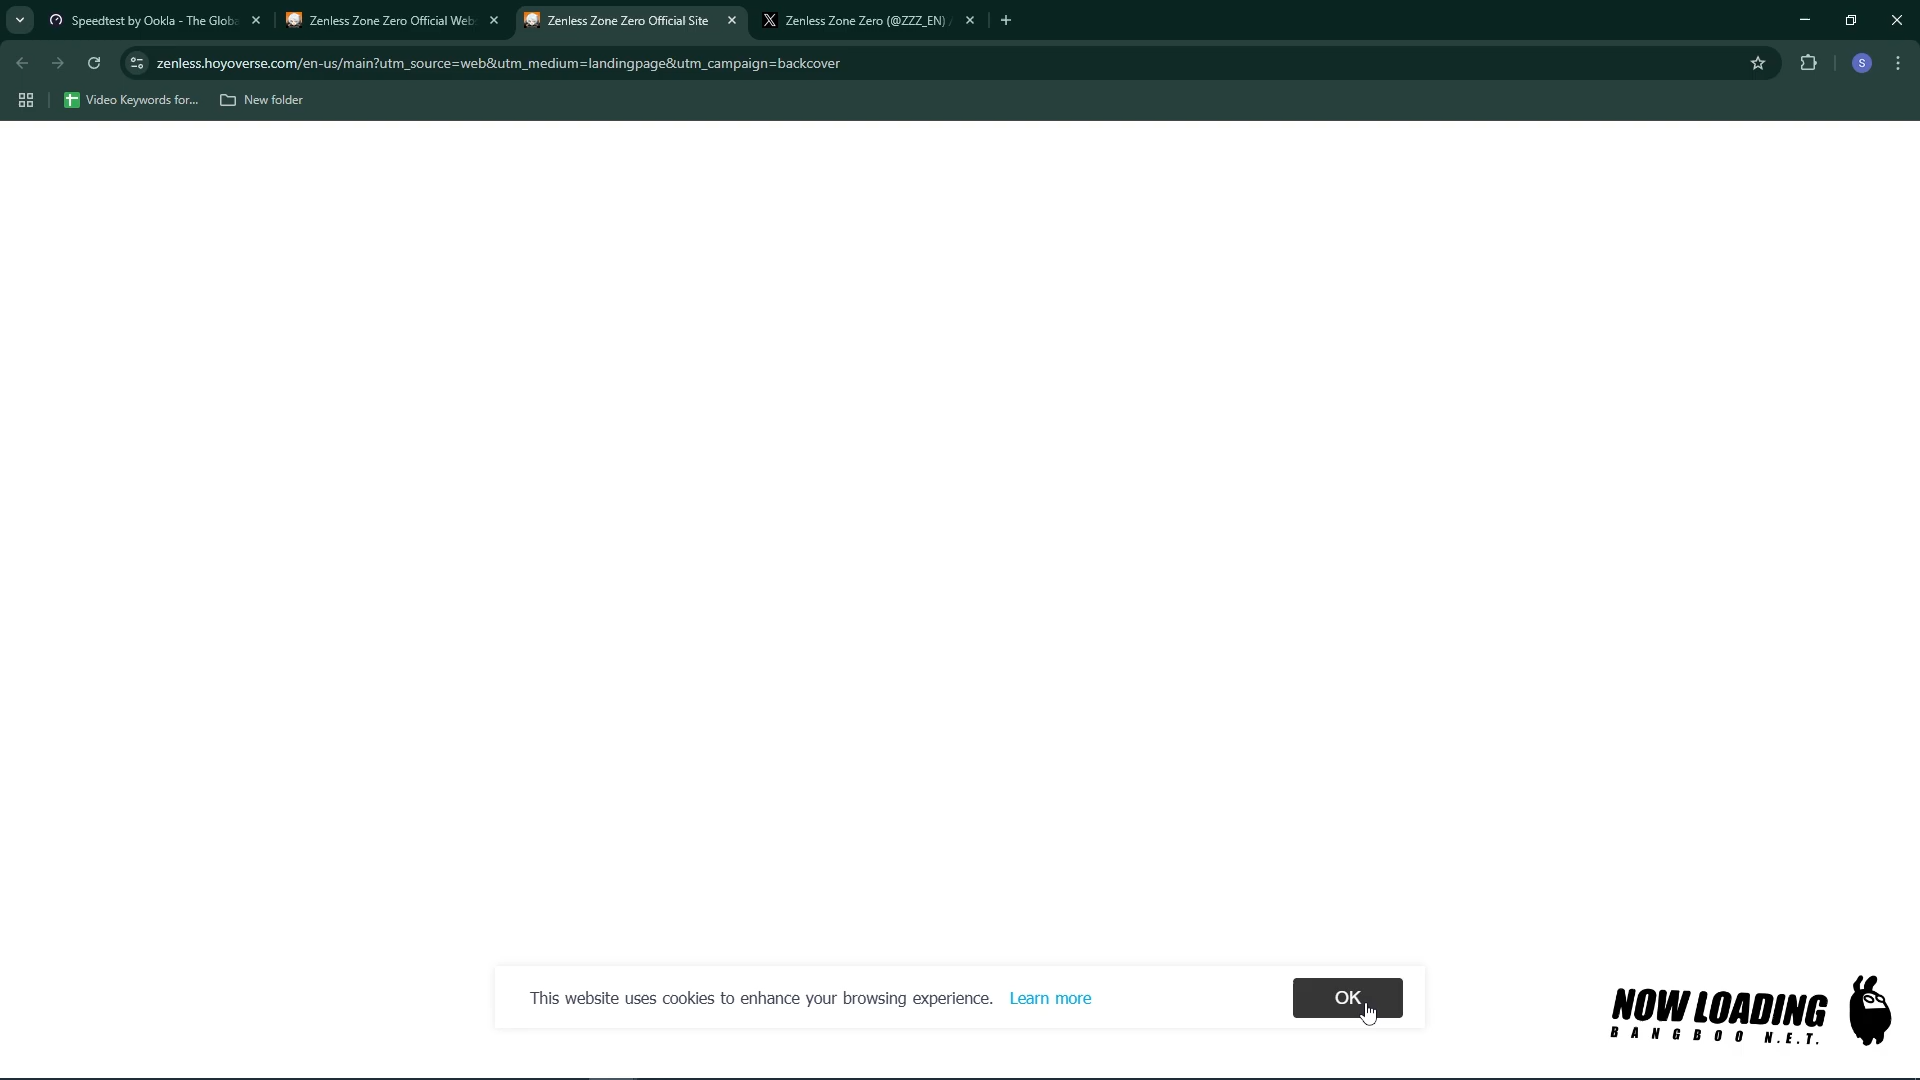 Speedtest by Ookla - The Globa
Zenless Zone Zero Official Web
Zenless Zone Zero Official Site
Zenless Zone Zero (@ZZZ_EN) /
zenless.hoyoverse.com/en-us/main?utm_source=web&utm_medium=landingpage&utm_campaign=backcover
S
Video Keywords for...
New folder
This website uses cookies to enhance your browsing experience. Learn more
OK
NOW LOADING
BANGBOO N.E.T.